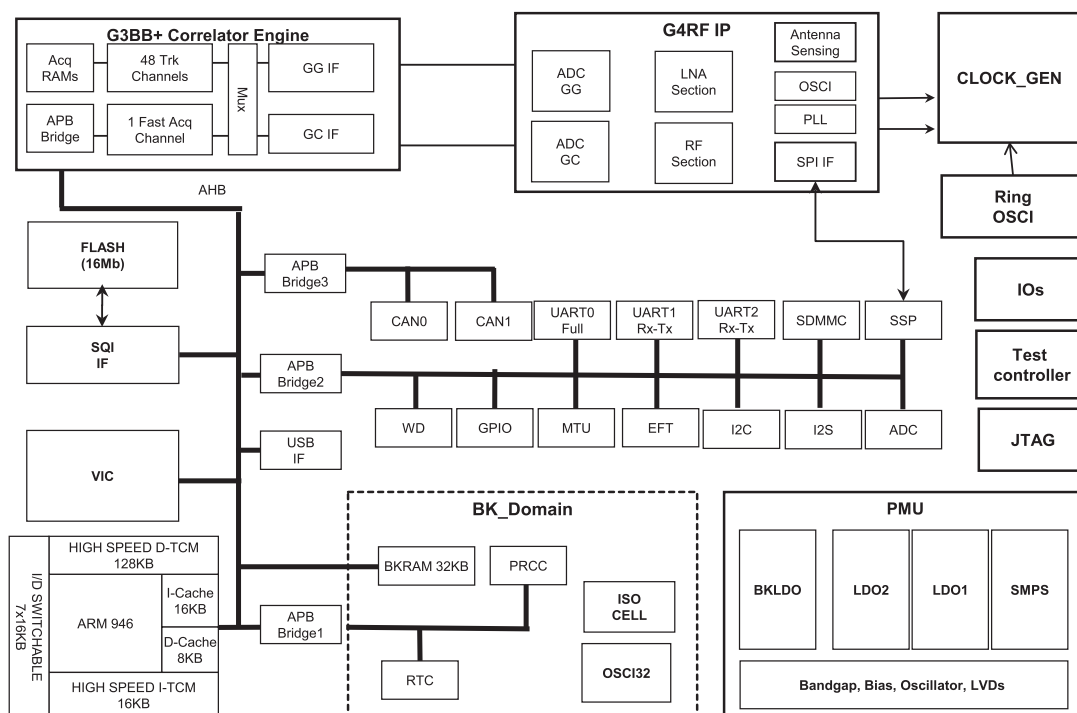 G3BB+ Correlator Engine
Acq
RAMs
48 Trk
Channels
Mux
GG IF
APB
Bridge
1 Fast Acq
Channel
GC IF
G4RF IP
ADC
GG
LNA
Section
Antenna
Sensing
OSCI
PLL
ADC
GC
RF
Section
SPI IF
CLOCK_GEN
Ring
OSCI
AHB
FLASH
(16Mb)
APB
Bridge3
IOs
CAN0
CAN1
UART0
Full
UART1
Rx-Tx
UART2
Rx-Tx
SDMMC
SSP
SQI
IF
APB
Bridge2
Test
controller
WD
GPIO
MTU
EFT
I2C
I2S
ADC
JTAG
USB
IF
VIC
BK_Domain
BKRAM 32KB
PRCC
ISO
CELL
OSCI32
RTC
APB
Bridge1
PMU
BKLDO
LDO2
LDO1
SMPS
Bandgap, Bias, Oscillator, LVDs
I/D SWITCHABLE
7x16KB
HIGH SPEED D-TCM
128KB
ARM 946
I-Cache
16KB
D-Cache
8KB
HIGH SPEED I-TCM
16KB